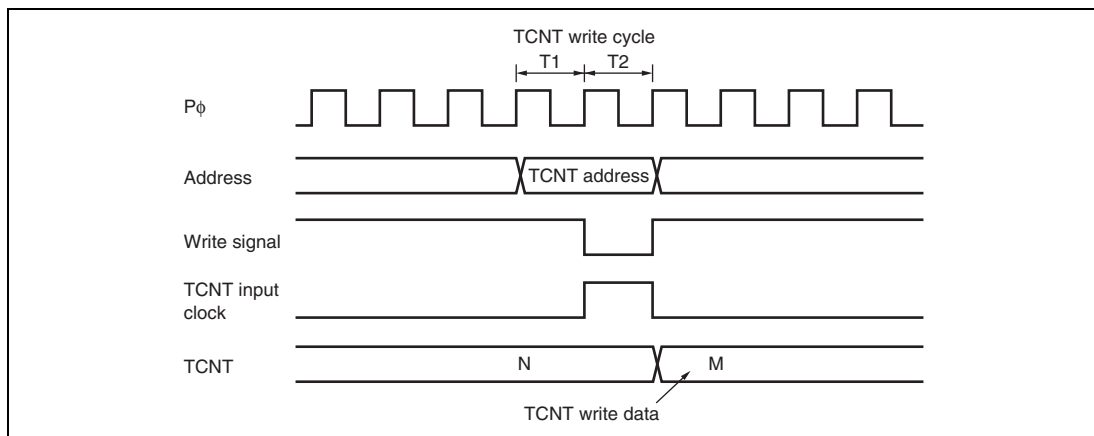 TCNT write cycle
T1 T2
Pϕ
Address
TCNT address
Write signal
TCNT input
clock
TCNT
N
M
TCNT write data